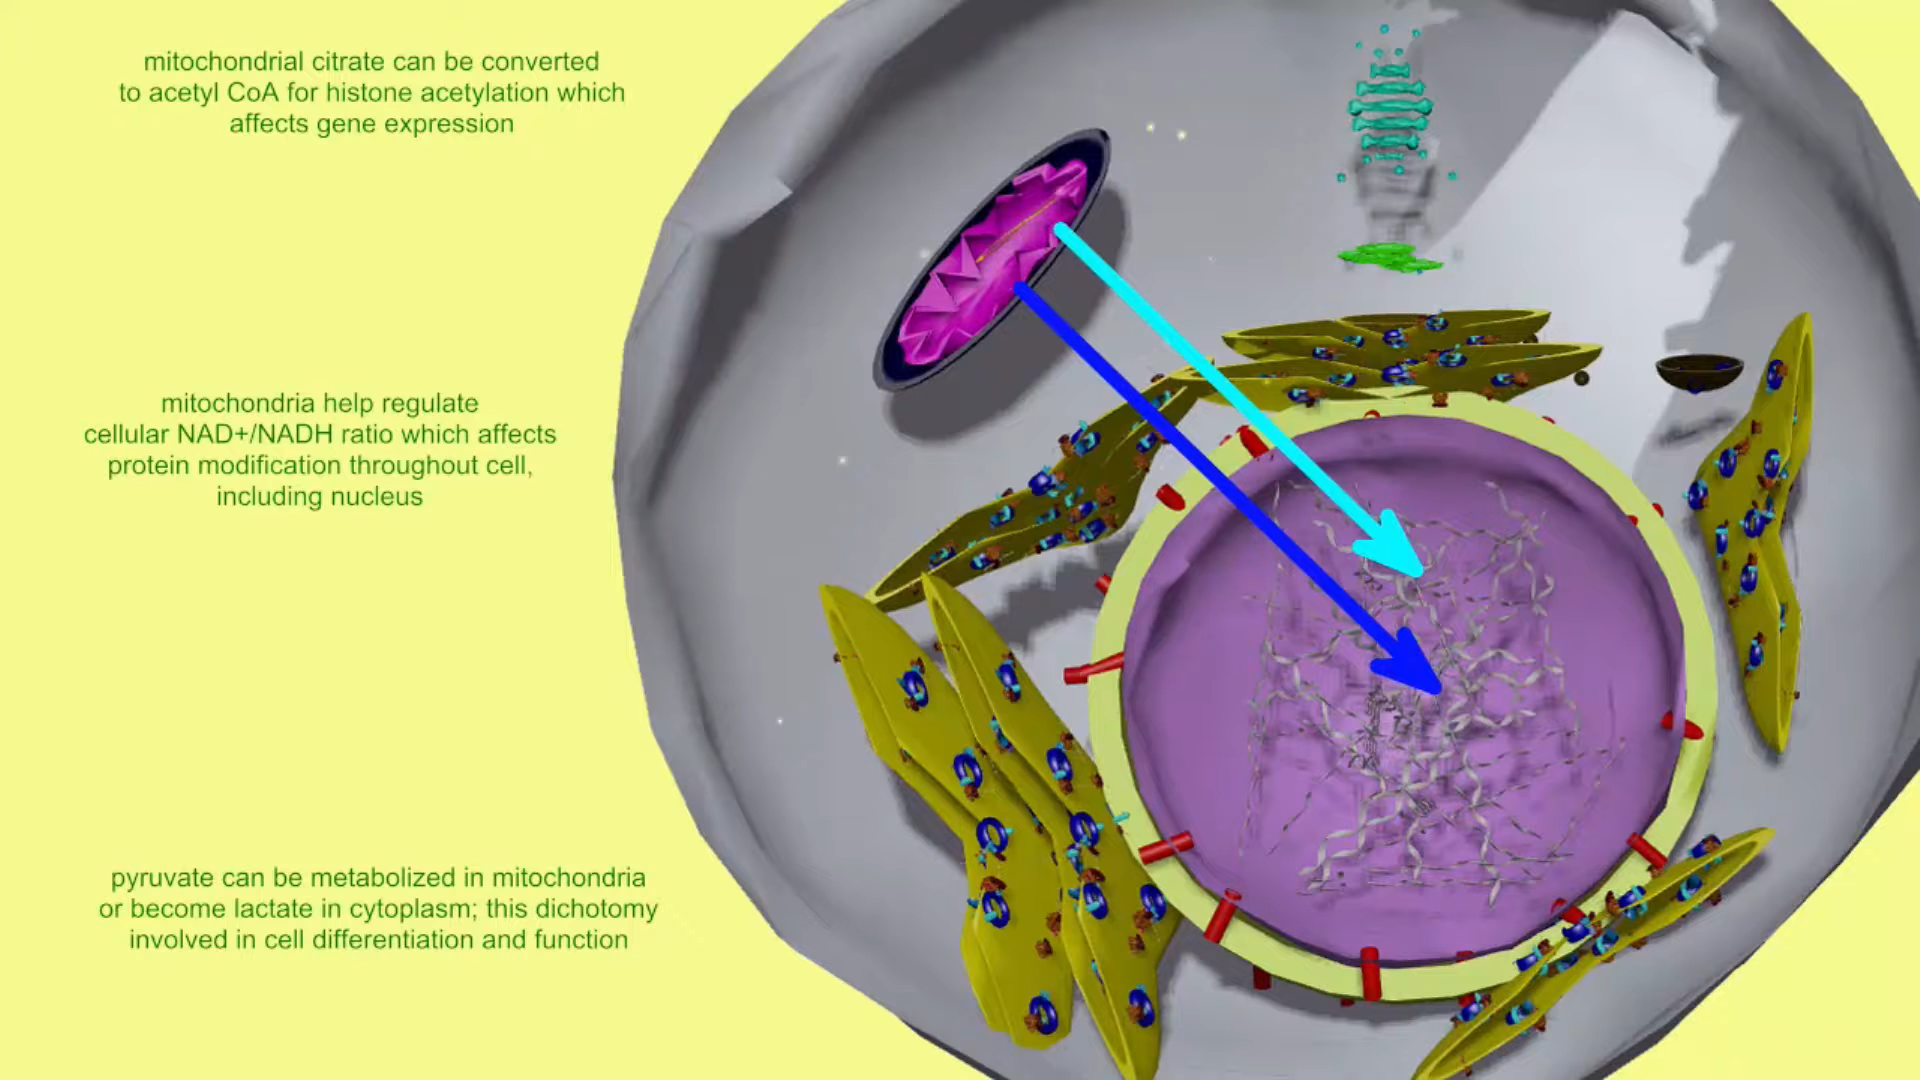 mitochondrial citrate can be converted
to acetyl CoA for histone acetylation which
affects gene expression
mitochondria help regulate
cellular NAD+/NADH ratio which affects
protein modification throughout cell,
including nucleus
pyruvate can be metabolized in mitochondria
or become lactate in cytoplasm; this dichotomy
involved in cell differentiation and function